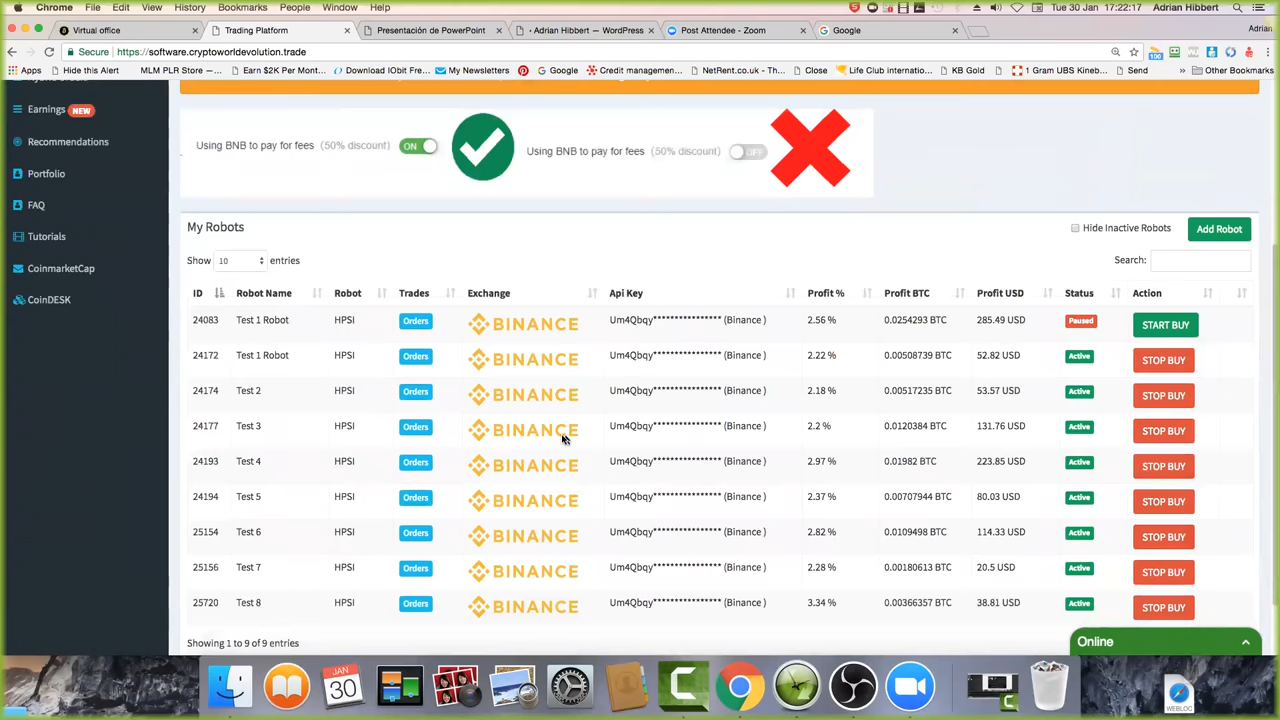 Chrome File Edit View History Bookmarks People Window Help Tue 30 Jan 17:22:17 Adrian Hibbert
Virtual office Trading Platform Presentación de PowerPoint ‹ Adrian Hibbert — WordPress Post Attendee - Zoom Google Adrian
Secure https://software.cryptoworldevolution.trade
Apps Hide this Alert MLM PLR Store — ... Earn $2K Per Mont... Download IObit Free... My Newsletters Google Credit managemen... NetRent.co.uk - Th... Close Life Club internatio... KB Gold 1 Gram UBS Kineb... Send Other Bookmarks
Earnings NEW
Recommendations
Portfolio
FAQ
Tutorials
CoinmarketCap
CoinDESK
Using BNB to pay for fees (50% discount) ON Using BNB to pay for fees (50% discount) OFF
My Robots Hide Inactive Robots Add Robot
Show 10 entries Search:
ID Robot Name Robot Trades Exchange Api Key Profit % Profit BTC Profit USD Status Action
24083 Test 1 Robot HPSI Orders BINANCE Um4Qbqy**************** (Binance ) 2.56 % 0.0254293 BTC 285.49 USD Paused START BUY
24172 Test 1 Robot HPSI Orders BINANCE Um4Qbqy**************** (Binance ) 2.22 % 0.00508739 BTC 52.82 USD Active STOP BUY
24174 Test 2 HPSI Orders BINANCE Um4Qbqy**************** (Binance ) 2.18 % 0.00517235 BTC 53.57 USD Active STOP BUY
24177 Test 3 HPSI Orders BINANCE Um4Qbqy**************** (Binance ) 2.2 % 0.0120384 BTC 131.76 USD Active STOP BUY
24193 Test 4 HPSI Orders BINANCE Um4Qbqy**************** (Binance ) 2.97 % 0.01982 BTC 223.85 USD Active STOP BUY
24194 Test 5 HPSI Orders BINANCE Um4Qbqy**************** (Binance ) 2.37 % 0.00707944 BTC 80.03 USD Active STOP BUY
25154 Test 6 HPSI Orders BINANCE Um4Qbqy**************** (Binance ) 2.82 % 0.0109498 BTC 114.33 USD Active STOP BUY
25156 Test 7 HPSI Orders BINANCE Um4Qbqy**************** (Binance ) 2.28 % 0.00180613 BTC 20.5 USD Active STOP BUY
25720 Test 8 HPSI Orders BINANCE Um4Qbqy**************** (Binance ) 3.34 % 0.00366357 BTC 38.81 USD Active STOP BUY
Showing 1 to 9 of 9 entries
Online
JAN
30
WEBLOC